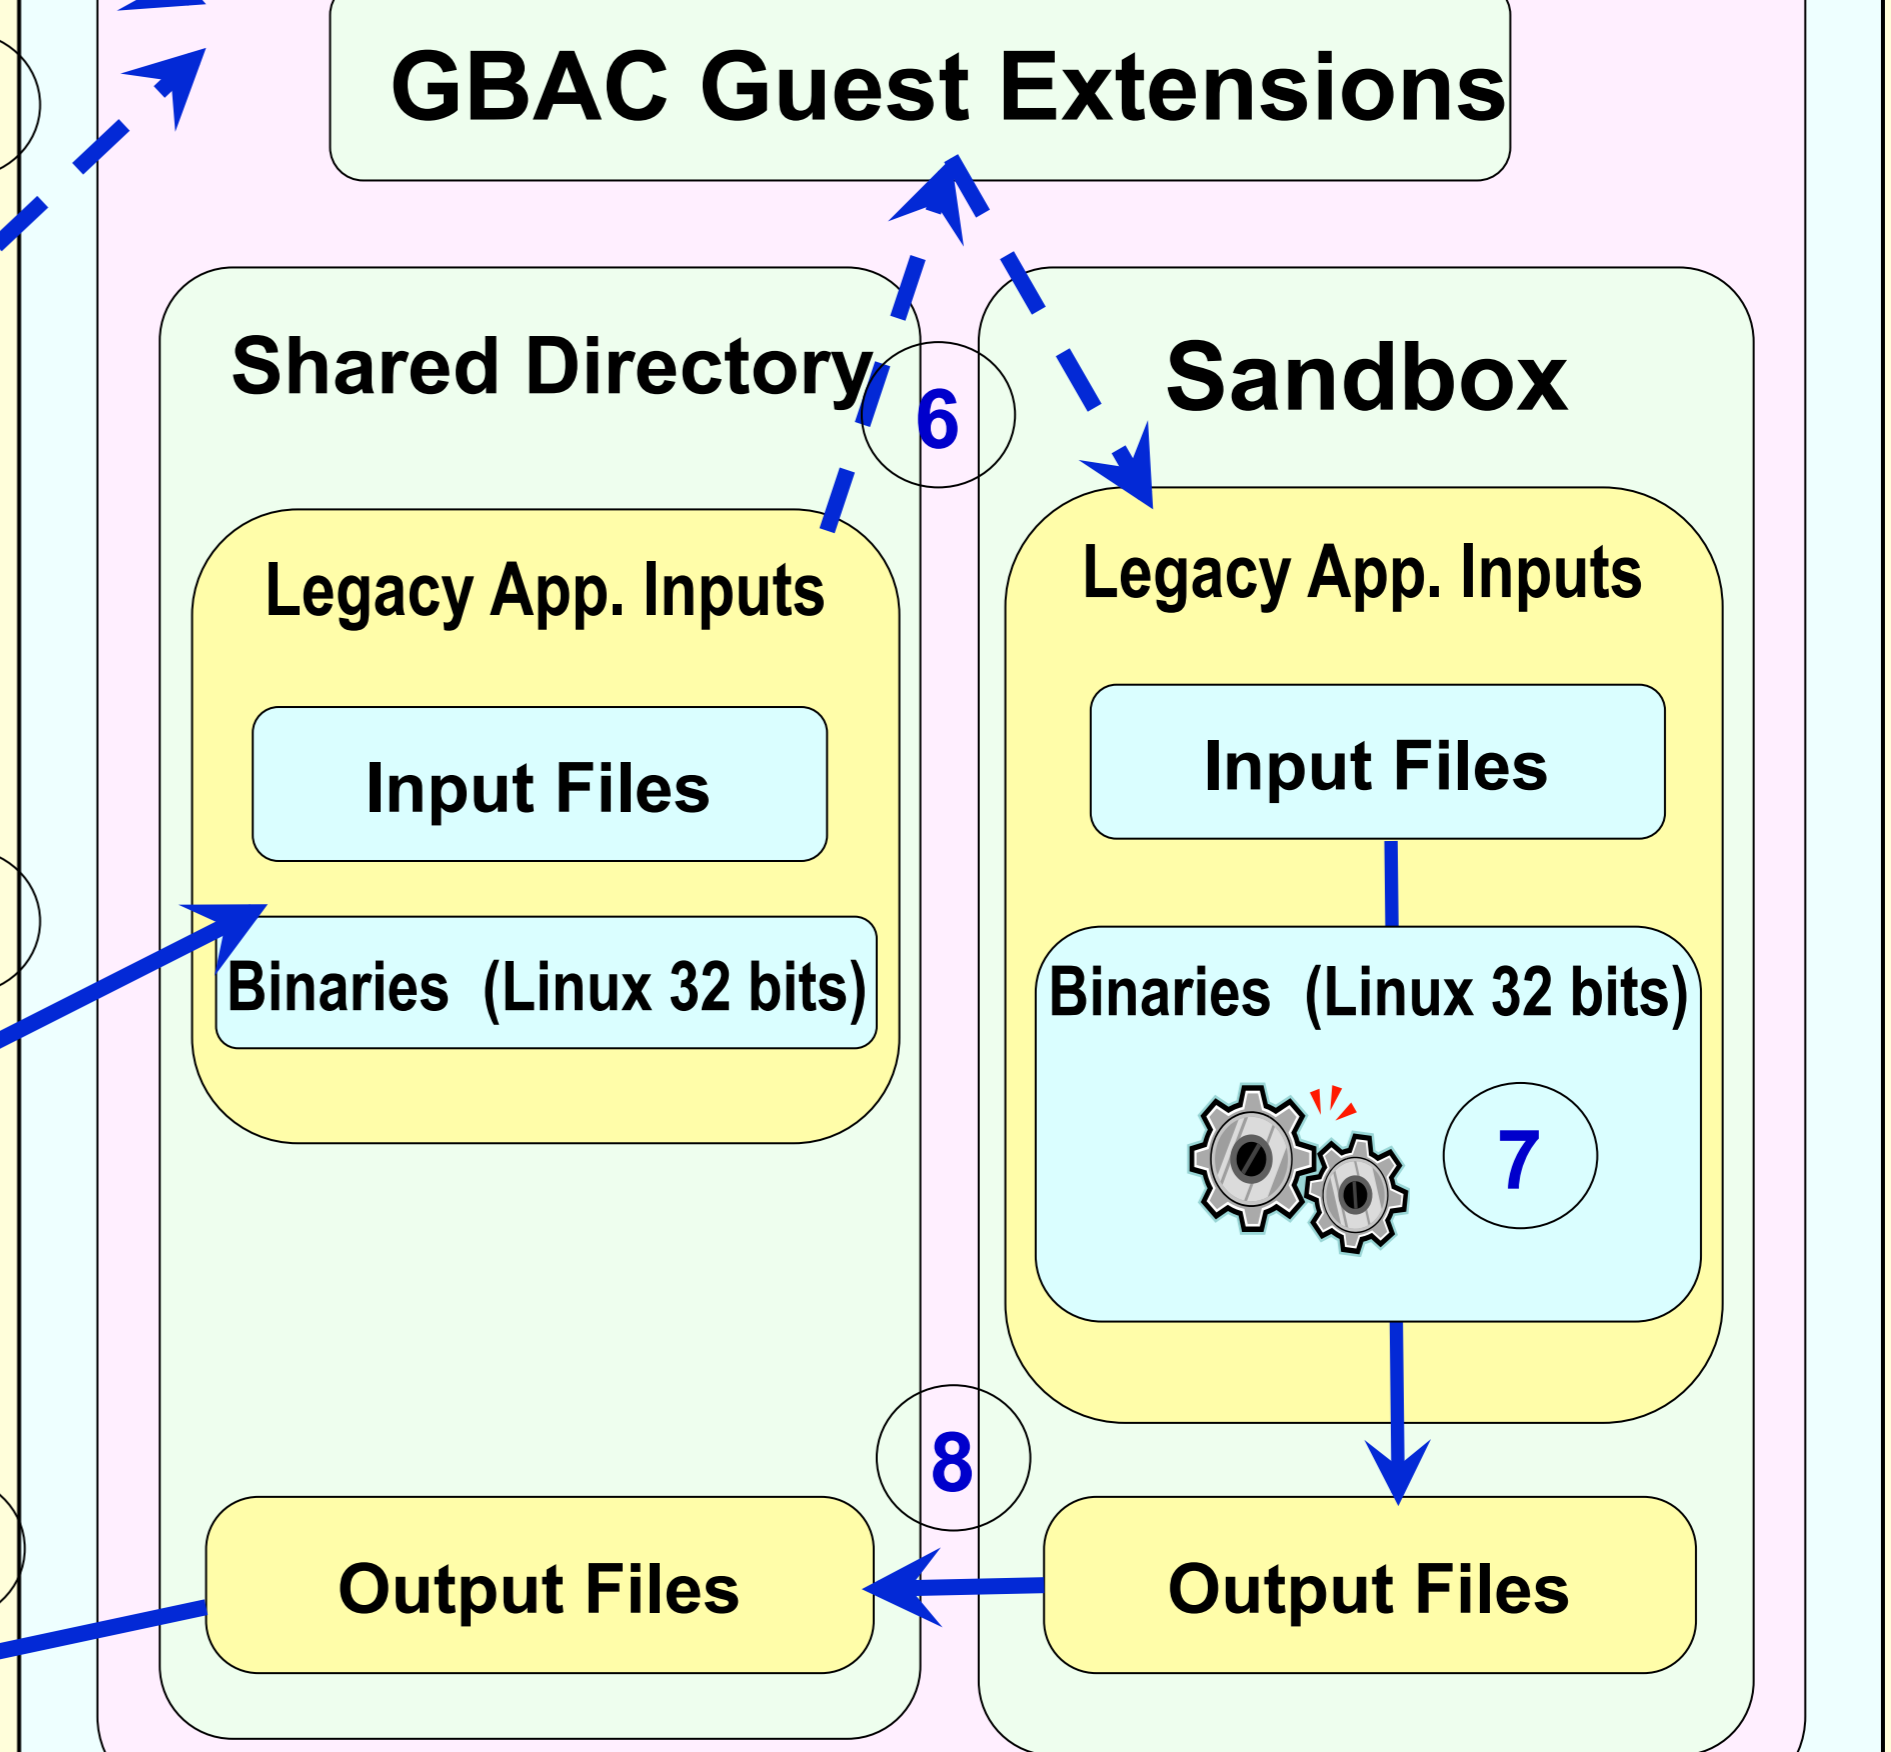 GBAC Guest Extensions
Shared Directory
6
Sandbox
Legacy App. Inputs
Input Files
Binaries  (Linux 32 bits)
Legacy App. Inputs
Input Files
Binaries  (Linux 32 bits)
7
8
Output Files
Output Files